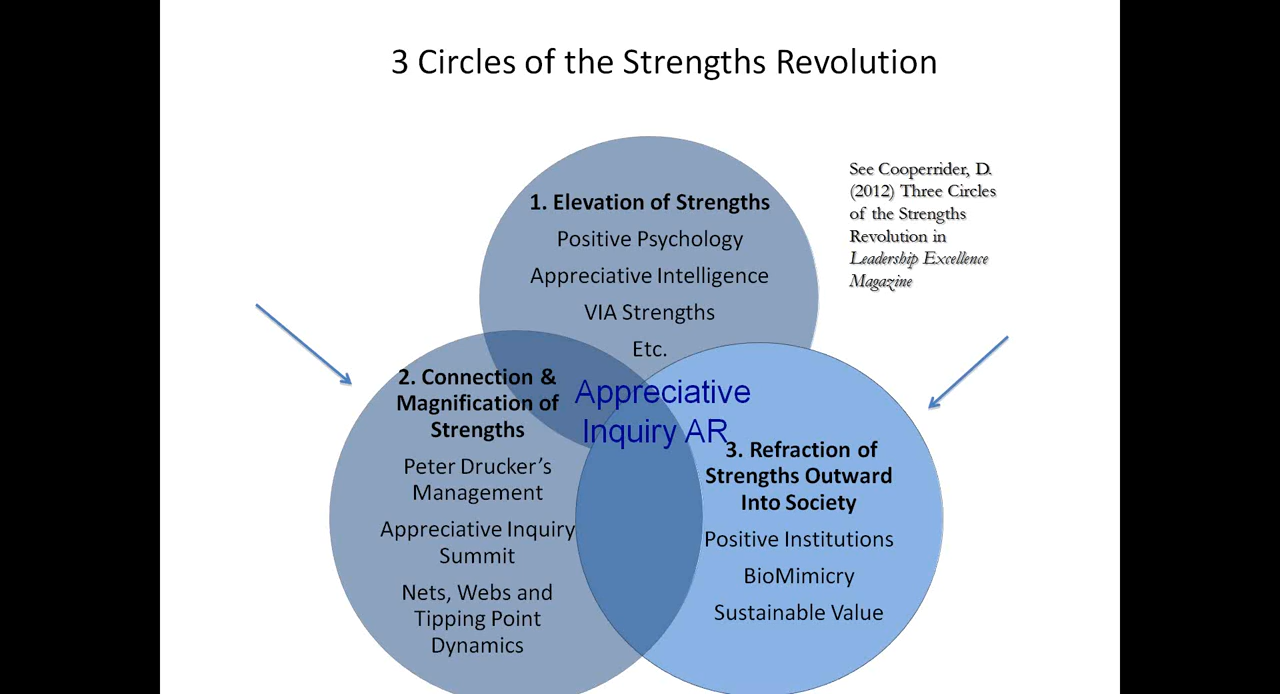 3 Circles of the Strengths Revolution
1. Elevation of Strengths
Positive Psychology
Appreciative Intelligence
VIA Strengths
Etc.
See Cooperrider, D.
(2012) Three Circles
of the Strengths
Revolution in
Leadership Excellence
Magazine
Appreciative
Inquiry AR
2. Connection &
Magnification of
Strengths
Peter Drucker’s
Management
Appreciative Inquiry
Summit
Nets, Webs and
Tipping Point
Dynamics
3. Refraction of
Strengths Outward
Into Society
Positive Institutions
BioMimicry
Sustainable Value